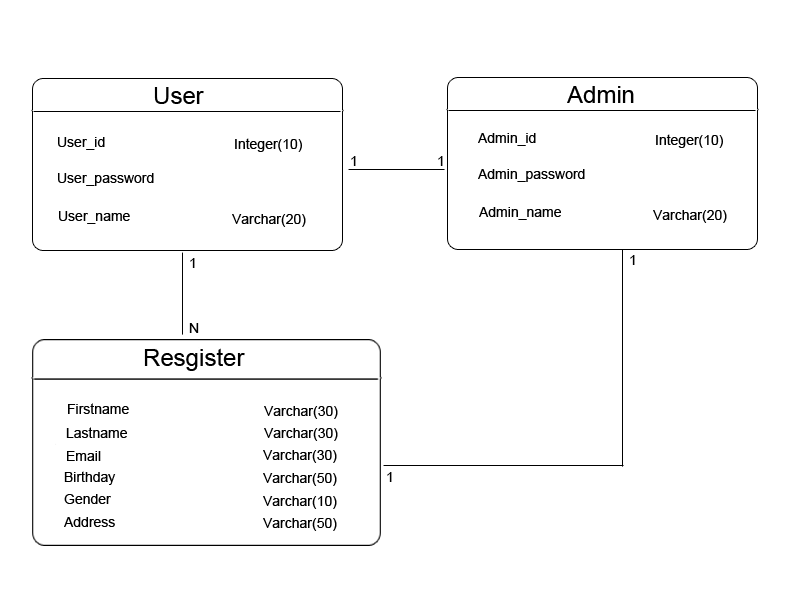 User
User_id Integer(10)
User_password
User_name Varchar(20)
Admin
Admin_id Integer(10)
Admin_password
Admin_name Varchar(20)
1 1
1
N
1
Resgister
Firstname Varchar(30)
Lastname Varchar(30)
Email Varchar(30)
Birthday Varchar(50)
Gender Varchar(10)
Address Varchar(50)
1